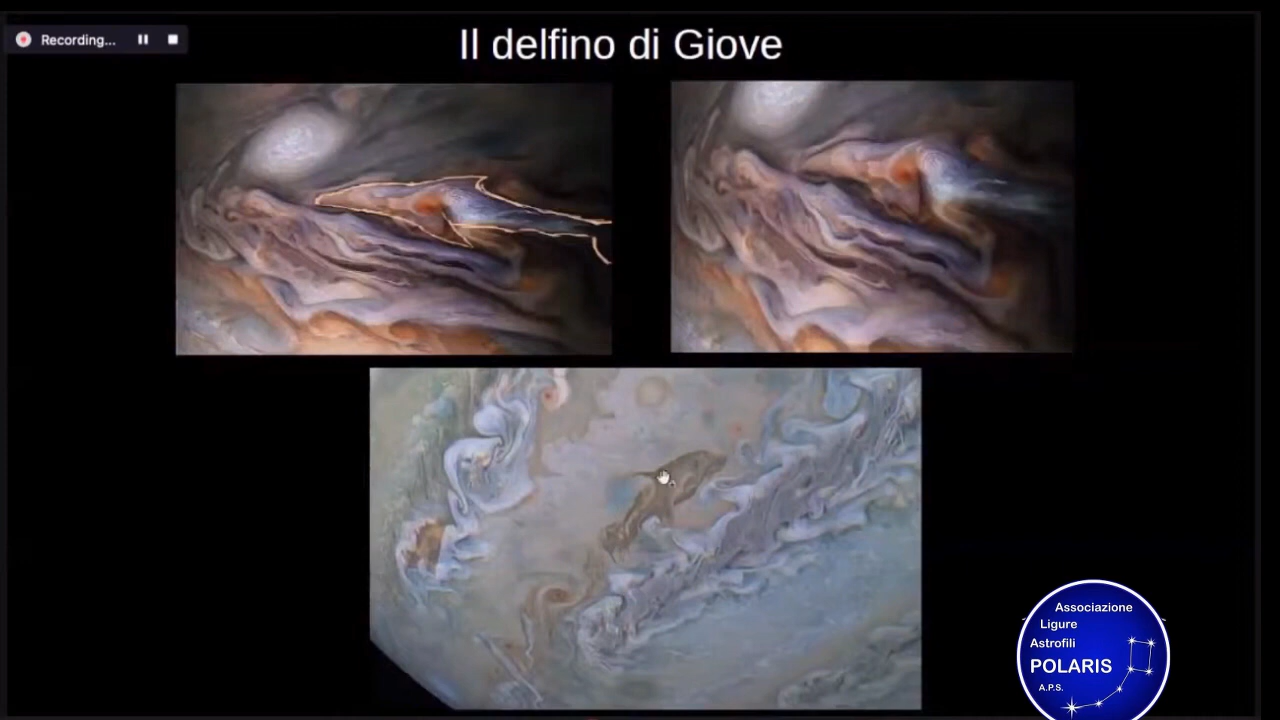 Recording...
Il delfino di Giove
Associazione
Ligure
Astrofili
POLARIS
A.P.S.